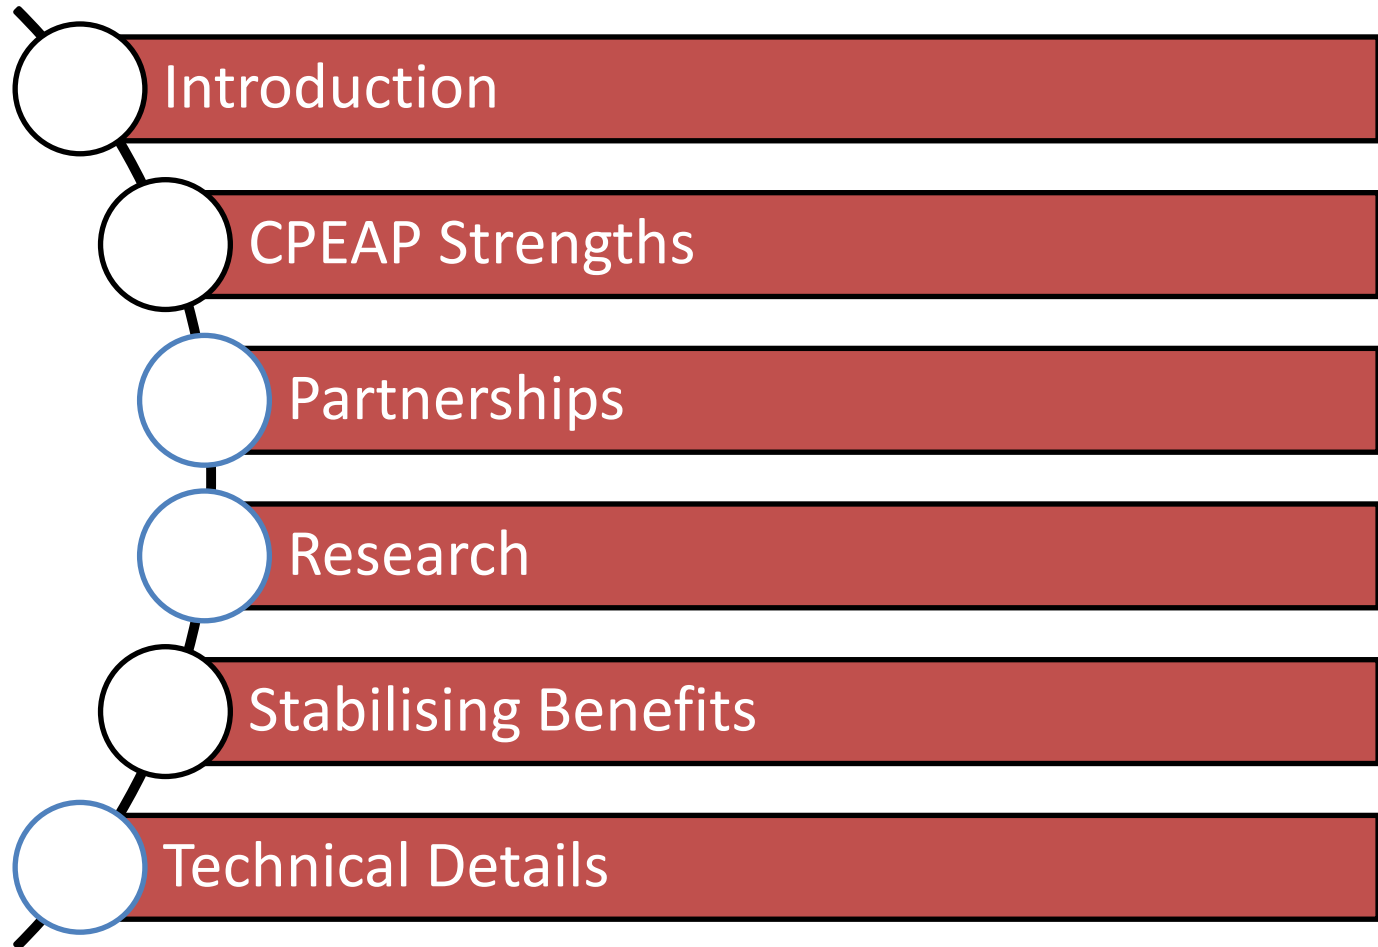 Introduction
CPEAP Strengths
Partnerships
Research
Stabilising Benefits
Technical Details